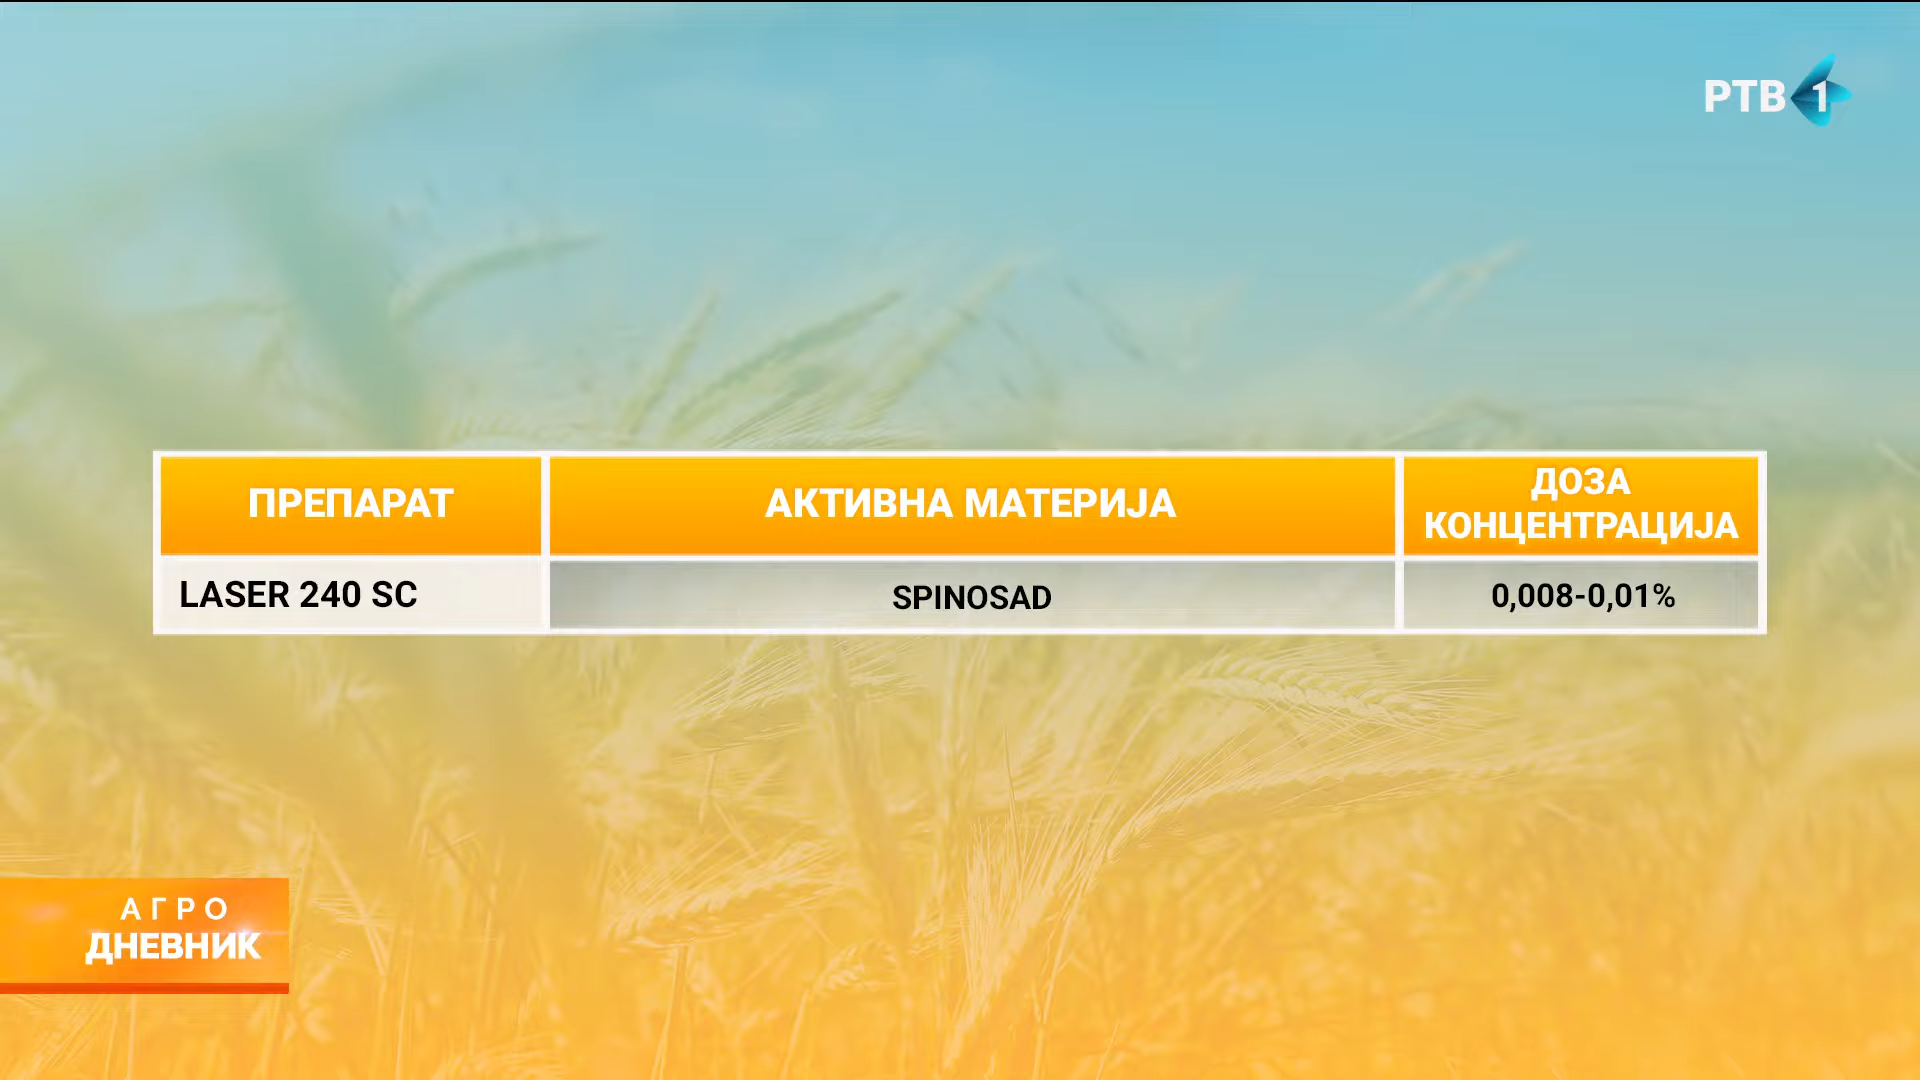 РТВ 1
ПРЕПАРАТ
АКТИВНА МАТЕРИЈА
ДОЗА
КОНЦЕНТРАЦИЈА
LASER 240 SC
SPINOSAD
0,008-0,01%
АГРО
ДНЕВНИК